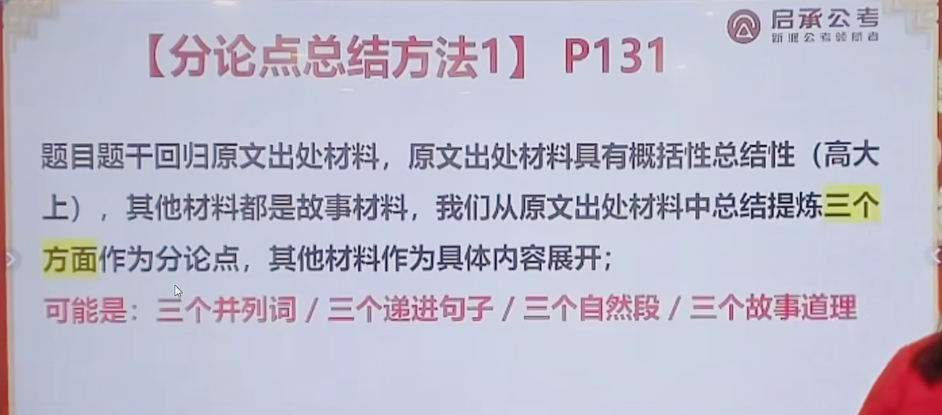 启承公考
新派公考领航者
【分论点总结方法1】 P131
题目题干回归原文出处材料，原文出处材料具有概括性总结性（高大
上），其他材料都是故事材料，我们从原文出处材料中总结提炼三个
方面作为分论点，其他材料作为具体内容展开；
可能是：三个并列词 / 三个递进句子 / 三个自然段 / 三个故事道理